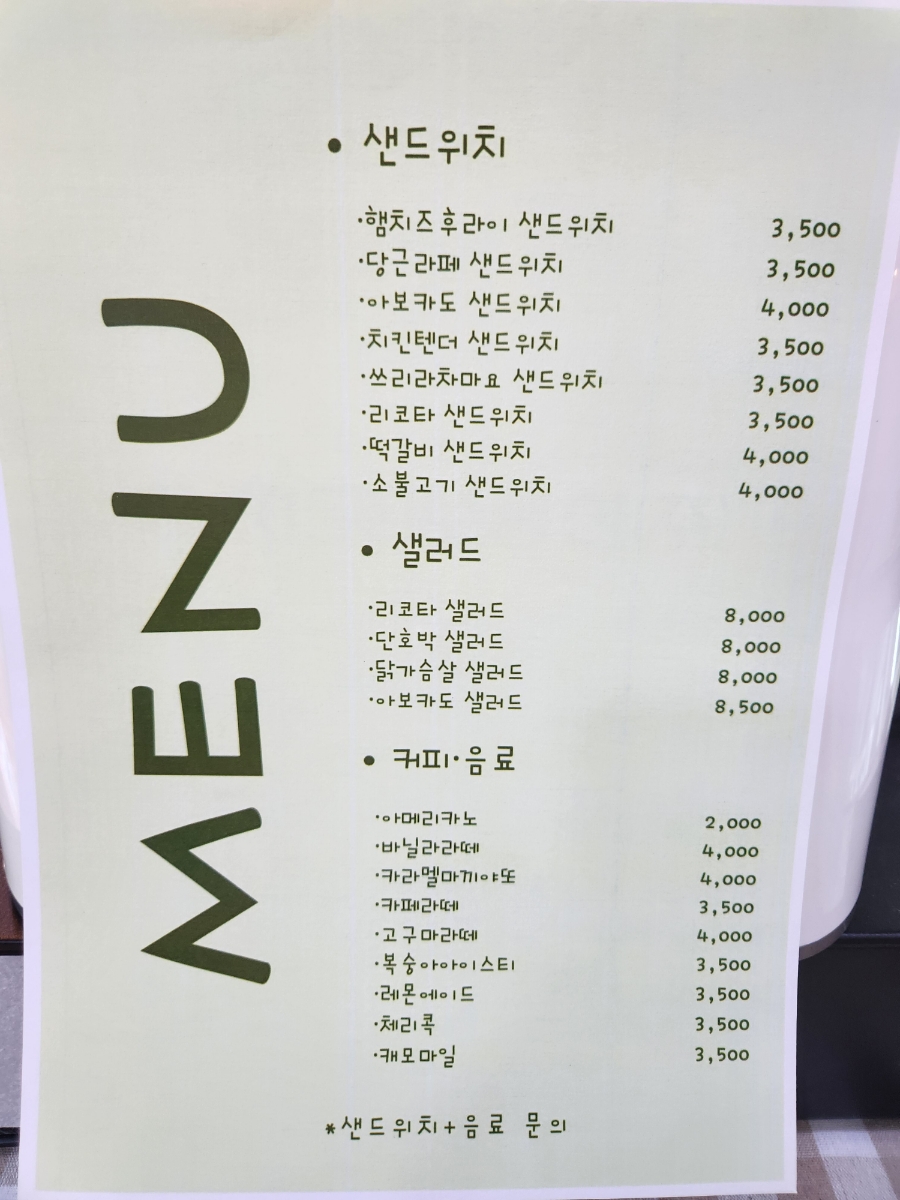 MENU
• 샌드위치
·햄치즈후라이 샌드위치 3,500
·당근라페 샌드위치 3,500
·아보카도 샌드위치 4,000
·치킨텐더 샌드위치 3,500
·쓰리라차마요 샌드위치 3,500
·리코타 샌드위치 3,500
·떡갈비 샌드위치 4,000
·소불고기 샌드위치 4,000
• 샐러드
·리코타 샐러드 8,000
·단호박 샐러드 8,000
·닭가슴살 샐러드 8,000
·아보카도 샐러드 8,500
• 커피·음료
·아메리카노 2,000
·바닐라라떼 4,000
·카라멜마끼야또 4,000
·카페라떼 3,500
·고구마라떼 4,000
·복숭아아이스티 3,500
·레몬에이드 3,500
·체리콕 3,500
·캐모마일 3,500
*샌드위치+음료 문의